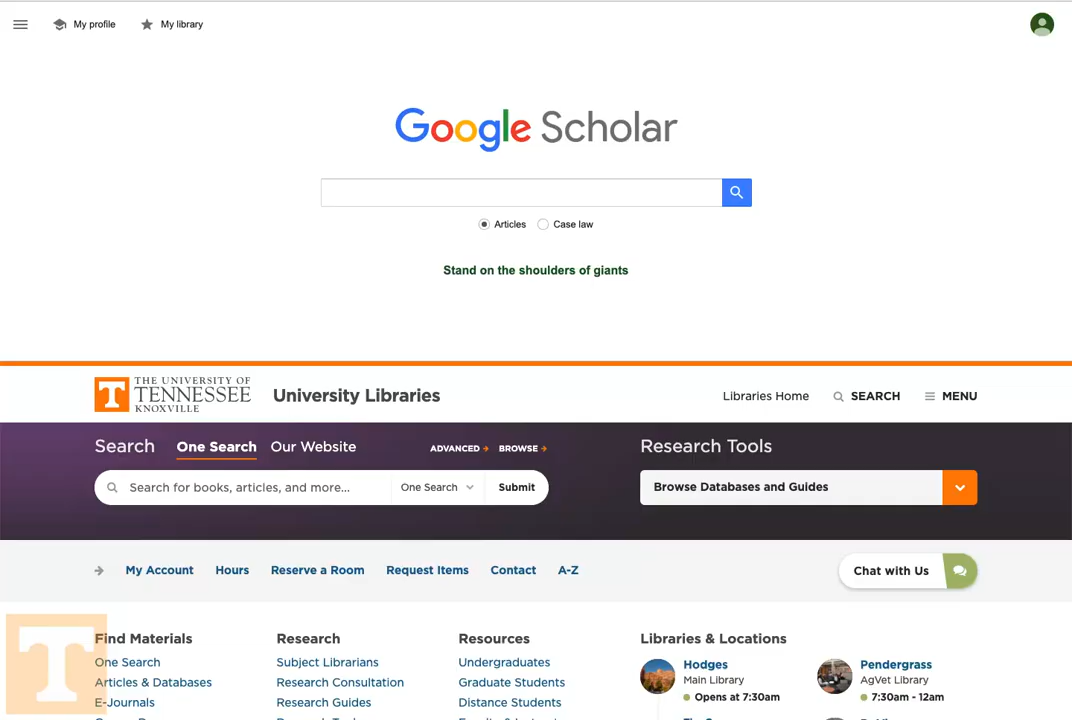 My profile
My library
Google Scholar
Articles
Case law
Stand on the shoulders of giants
T THE UNIVERSITY OF
TENNESSEE
KNOXVILLE
University Libraries
Libraries Home
SEARCH
MENU
Search
One Search
Our Website
ADVANCED
BROWSE
Research Tools
Search for books, articles, and more...
One Search
Submit
Browse Databases and Guides
My Account
Hours
Reserve a Room
Request Items
Contact
A-Z
Chat with Us
T
Find Materials
One Search
Articles & Databases
E-Journals
Research
Subject Librarians
Research Consultation
Research Guides
Resources
Undergraduates
Graduate Students
Distance Students
Libraries & Locations
Hodges
Main Library
Opens at 7:30am
Pendergrass
AgVet Library
7:30am - 12am